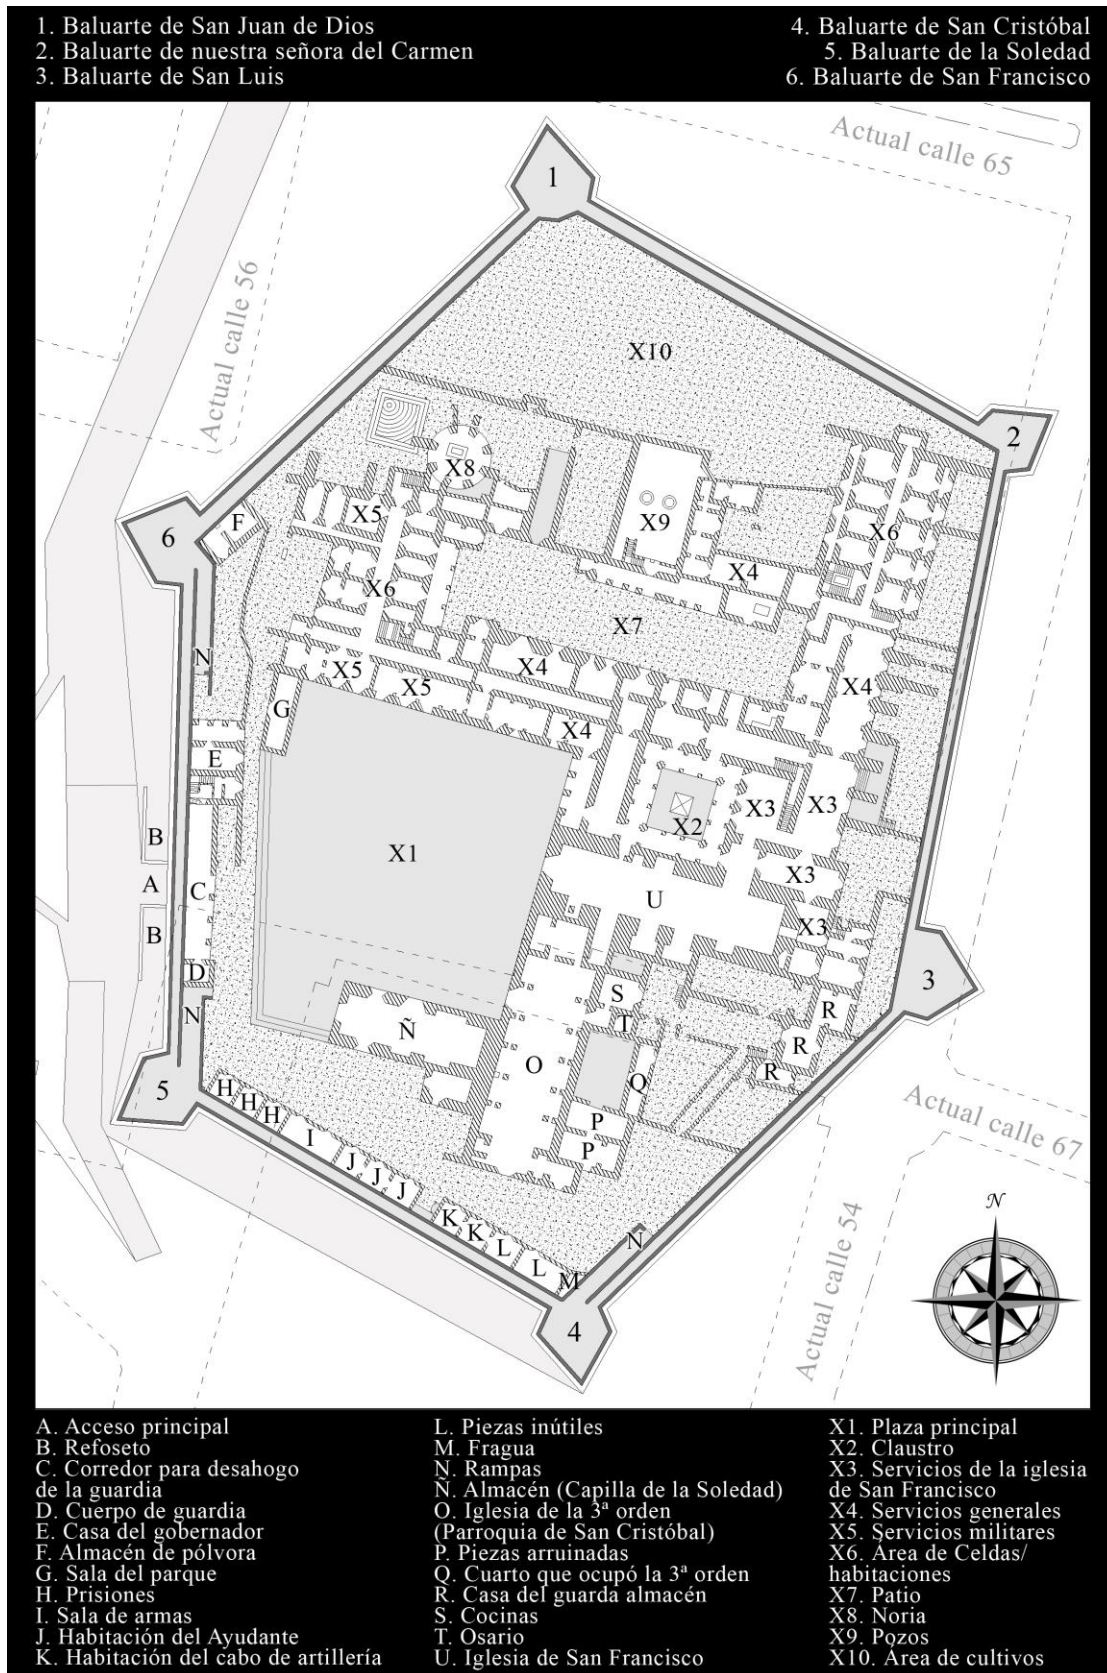 1. Baluarte de San Juan de Dios
2. Baluarte de nuestra señora del Carmen
3. Baluarte de San Luis
4. Baluarte de San Cristóbal
5. Baluarte de la Soledad
6. Baluarte de San Francisco
Actual calle 65
1
Actual calle 56
X10
2
X8
F
X5
X9
X6
6
X4
X6
X7
N
X5
X4
X4
X5
G
X4
E
X3
X3
X2
B
X1
A
C
X3
U
B
X3
D
3
S
R
N
T
Ñ
R
O
R
5
Q
H
H
H
P
I
P
J
J
J
Actual calle 67
K
K
L
L
M
N
N
4
Actual calle 54
A. Acceso principal
B. Refoseto
C. Corredor para desahogo
de la guardia
D. Cuerpo de guardia
E. Casa del gobernador
F. Almacén de pólvora
G. Sala del parque
H. Prisiones
I. Sala de armas
J. Habitación del Ayudante
K. Habitación del cabo de artillería
L. Piezas inútiles
M. Fragua
N. Rampas
Ñ. Almacén (Capilla de la Soledad)
O. Iglesia de la 3ª orden
(Parroquia de San Cristóbal)
P. Piezas arruinadas
Q. Cuarto que ocupó la 3ª orden
R. Casa del guarda almacén
S. Cocinas
T. Osario
U. Iglesia de San Francisco
X1. Plaza principal
X2. Claustro
X3. Servicios de la iglesia
de San Francisco
X4. Servicios generales
X5. Servicios militares
X6. Área de Celdas/
habitaciones
X7. Patio
X8. Noria
X9. Pozos
X10. Área de cultivos